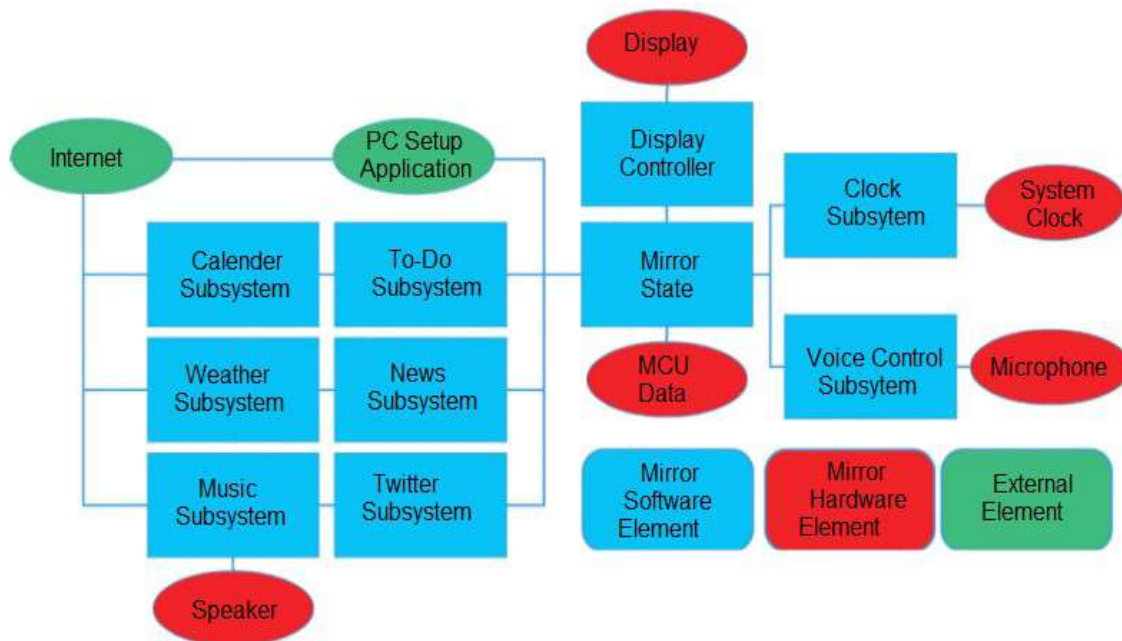 Display
Internet
PC Setup
Application
Display
Controller
Clock
Subsytem
System
Clock
Calender
Subsystem
To-Do
Subsystem
Mirror
State
Weather
Subsystem
News
Subsystem
MCU
Data
Voice Control
Subsytem
Microphone
Music
Subsystem
Twitter
Subsystem
Mirror
Software
Element
Mirror
Hardware
Element
External
Element
Speaker